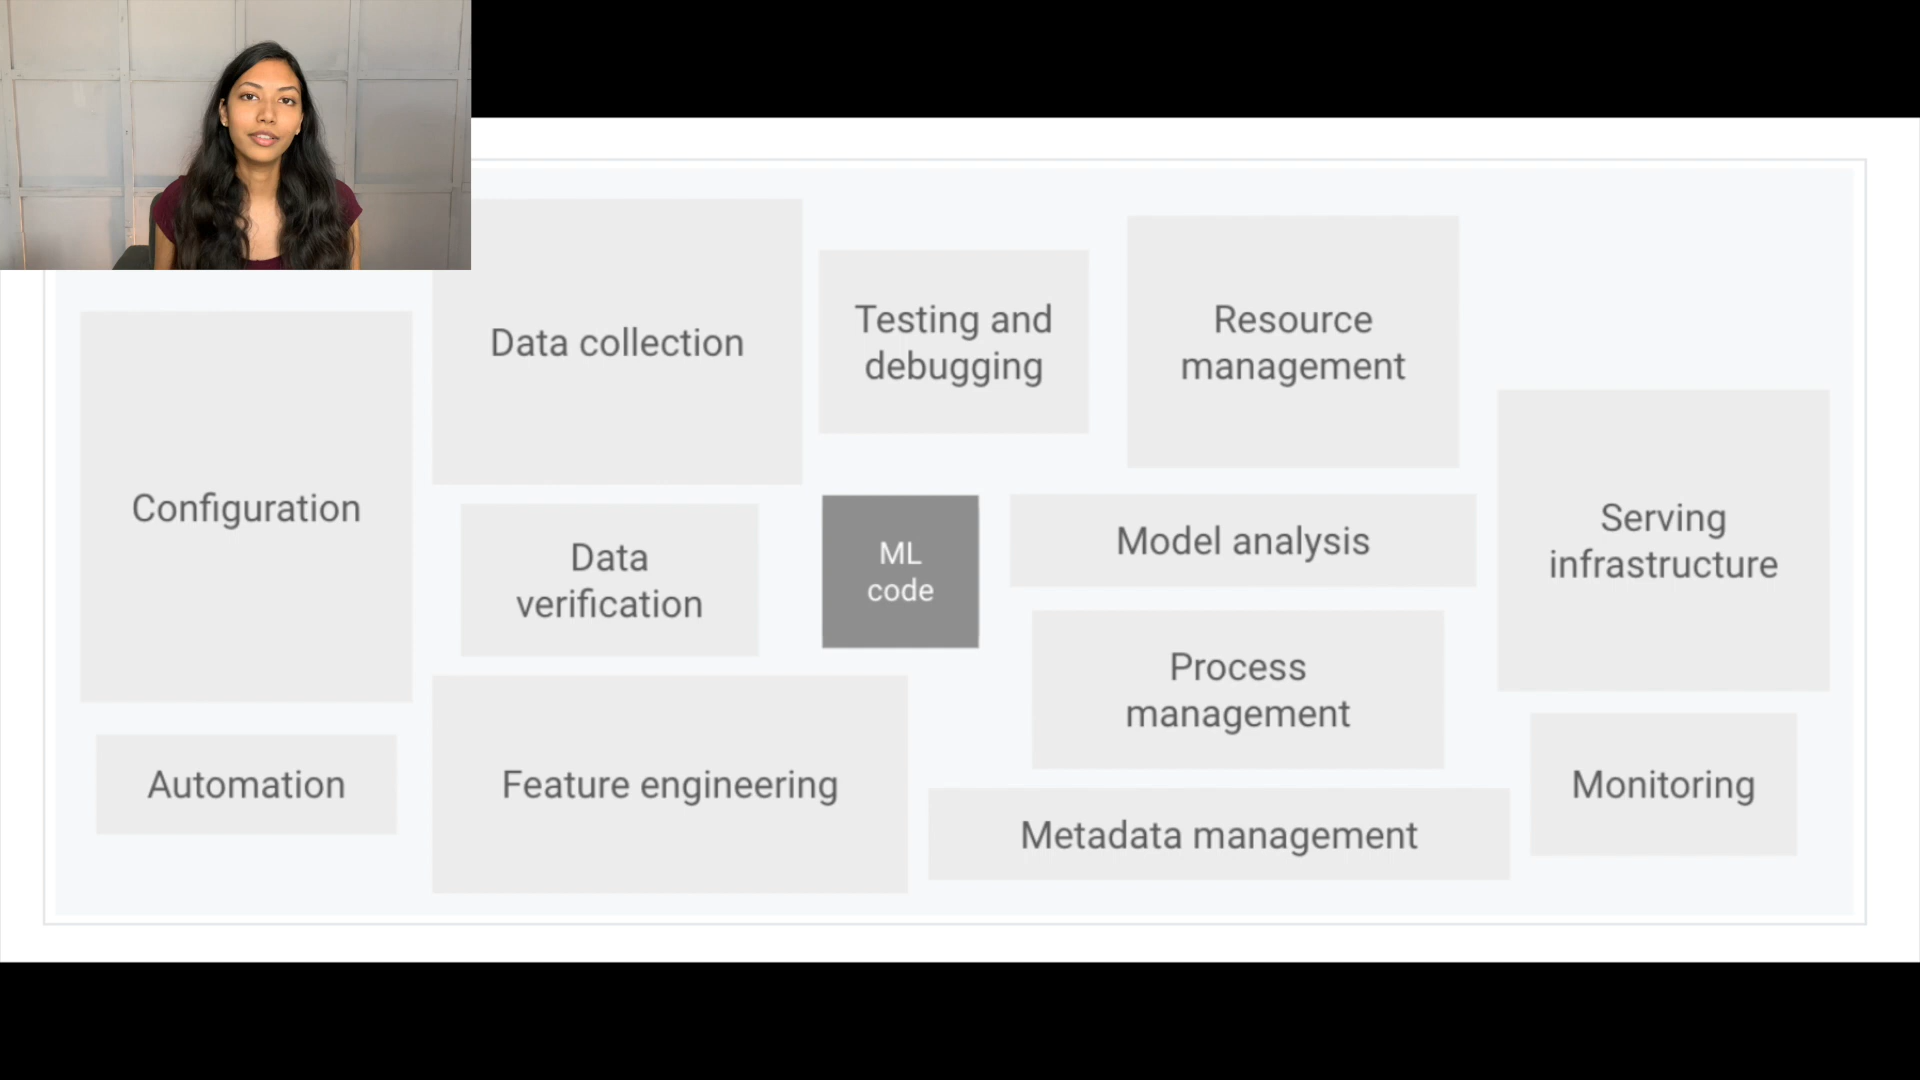 Data collection
Testing and
debugging
Resource
management
Configuration
Data
verification
ML
code
Model analysis
Serving
infrastructure
Process
management
Automation
Feature engineering
Metadata management
Monitoring